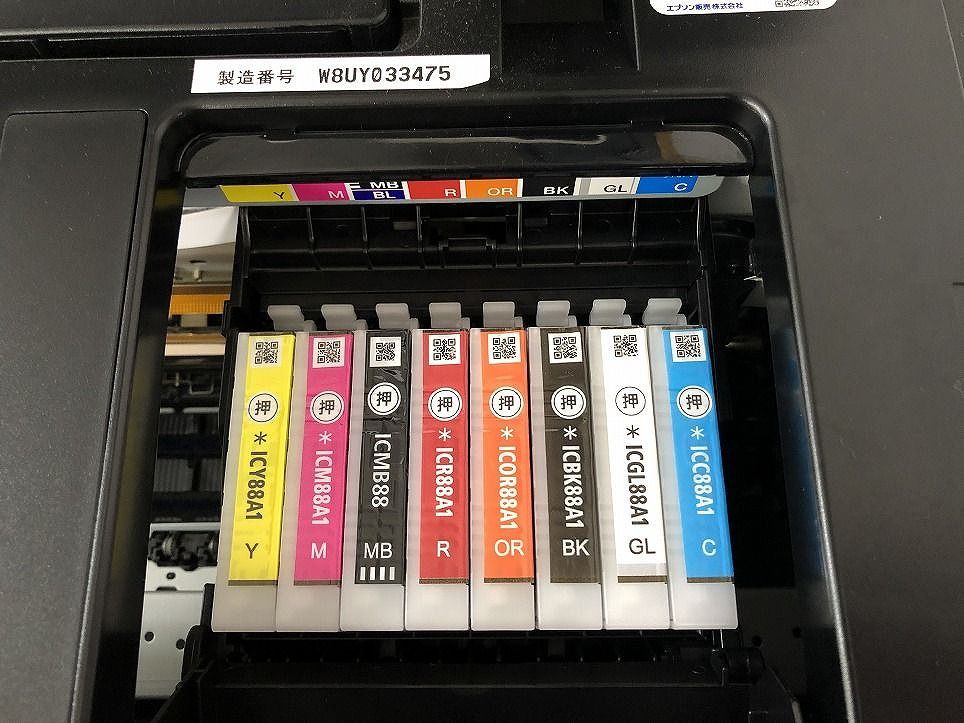 エプソン販売株式会社
製造番号 W8UY033475
Y
M
MB
BL
R
OR
BK
GL
C
押
*ICY88A1
Y
押
*ICM88A1
M
押
ICMB88
MB
押
*ICR88A1
R
押
*ICOR88A1
OR
押
*ICBK88A1
BK
押
*ICGL88A1
GL
押
*ICC88A1
C